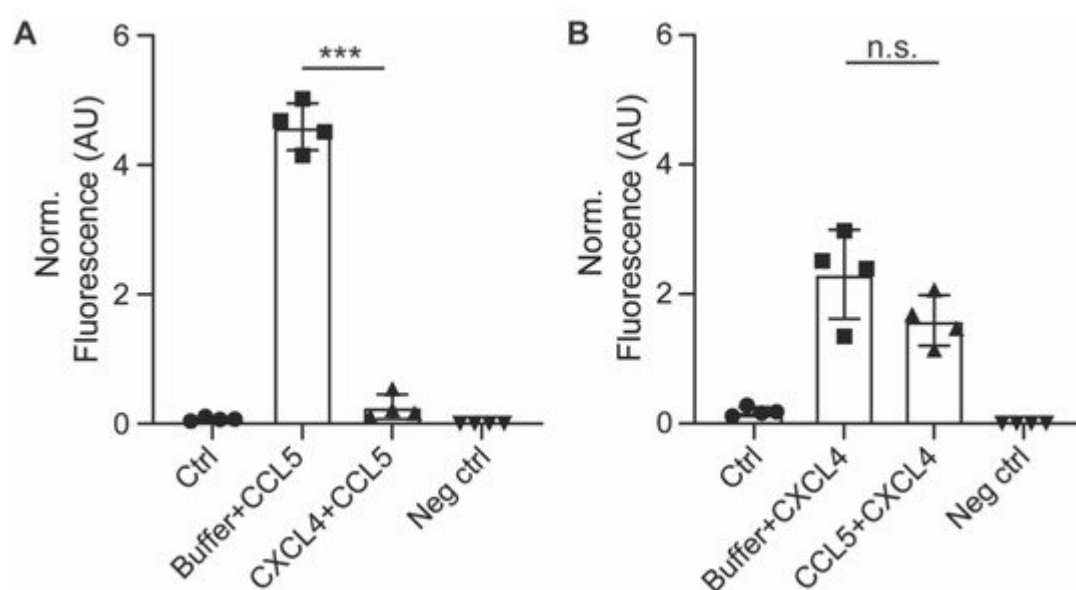 A
Norm.
Fluorescence (AU)
6
4
2
0
***
Ctrl
Buffer+CCL5
CXCL4+CCL5
Neg ctrl
B
Norm.
Fluorescence (AU)
6
4
2
0
n.s.
Ctrl
Buffer+CXCL4
CCL5+CXCL4
Neg ctrl